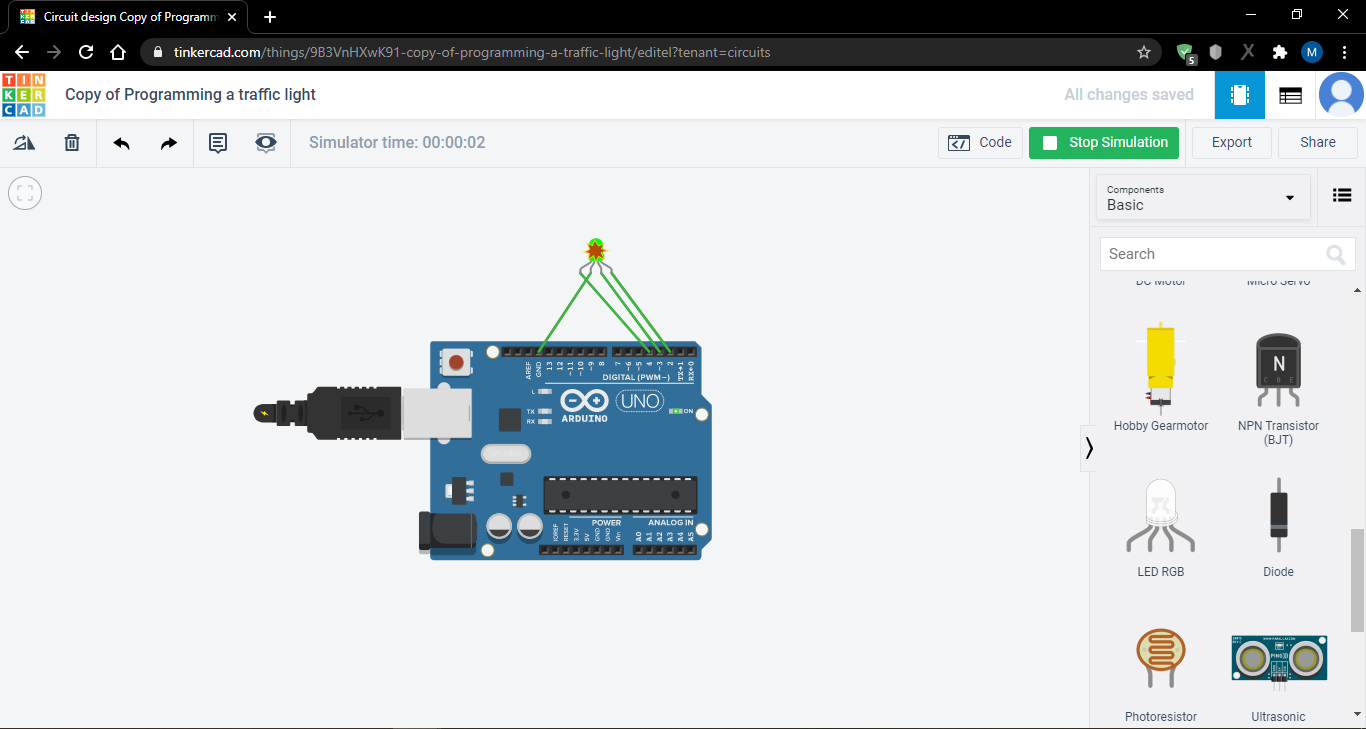 Circuit design Copy of Programm
tinkercad.com/things/9B3VnHXwK91-copy-of-programming-a-traffic-light/editel?tenant=circuits
5
M
TIN
KER
CAD
Copy of Programming a traffic light
All changes saved
Simulator time: 00:00:02
Code
Stop Simulation
Export
Share
Components
Basic
Search
DC Motor
Micro Servo
Hobby Gearmotor
N
C B E
NPN Transistor
(BJT)
LED RGB
Diode
Photoresistor
Ultrasonic
AREF
GND
13
12
~11
~10
~9
8
7
~6
~5
4
~3
2
TX→1
RX←0
DIGITAL (PWM~)
L
TX
RX
UNO
ARDUINO
ON
POWER
ANALOG IN
IOREF
RESET
3.3V
5V
GND
GND
Vin
A0
A1
A2
A3
A4
A5